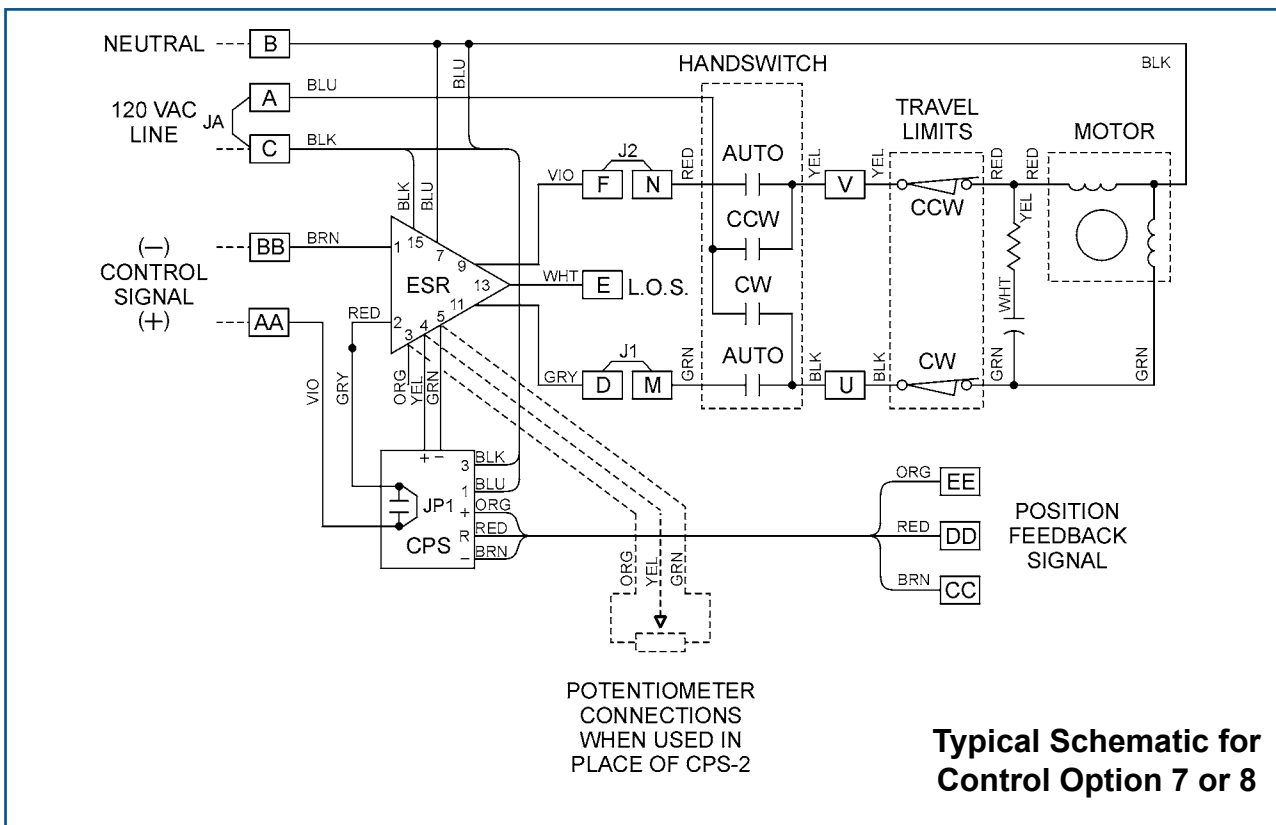 NEUTRAL
B
BLU
BLU
HANDSWITCH
BLK
120 VAC
LINE
JA
A
BLU
C
BLK
TRAVEL
LIMITS
MOTOR
J2
VIO
F
N
RED
AUTO
YEL
V
YEL
RED
RED
CCW
YEL
BLK
BLU
15
7
(−)
CONTROL
SIGNAL
(+)
BB
BRN
1
ESR
9
13
11
WHT
E
L.O.S.
CCW
CW
WHT
AA
RED
2
3
4
5
J1
GRY
D
M
GRN
AUTO
BLK
U
BLK
CW
GRN
GRN
VIO
GRY
ORG
YEL
GRN
+
−
JP1
CPS
3
BLK
1
BLU
+
ORG
R
RED
−
BRN
ORG
EE
RED
DD
BRN
CC
POSITION
FEEDBACK
SIGNAL
ORG
YEL
GRN
POTENTIOMETER
CONNECTIONS
WHEN USED IN
PLACE OF CPS-2
Typical Schematic for
Control Option 7 or 8